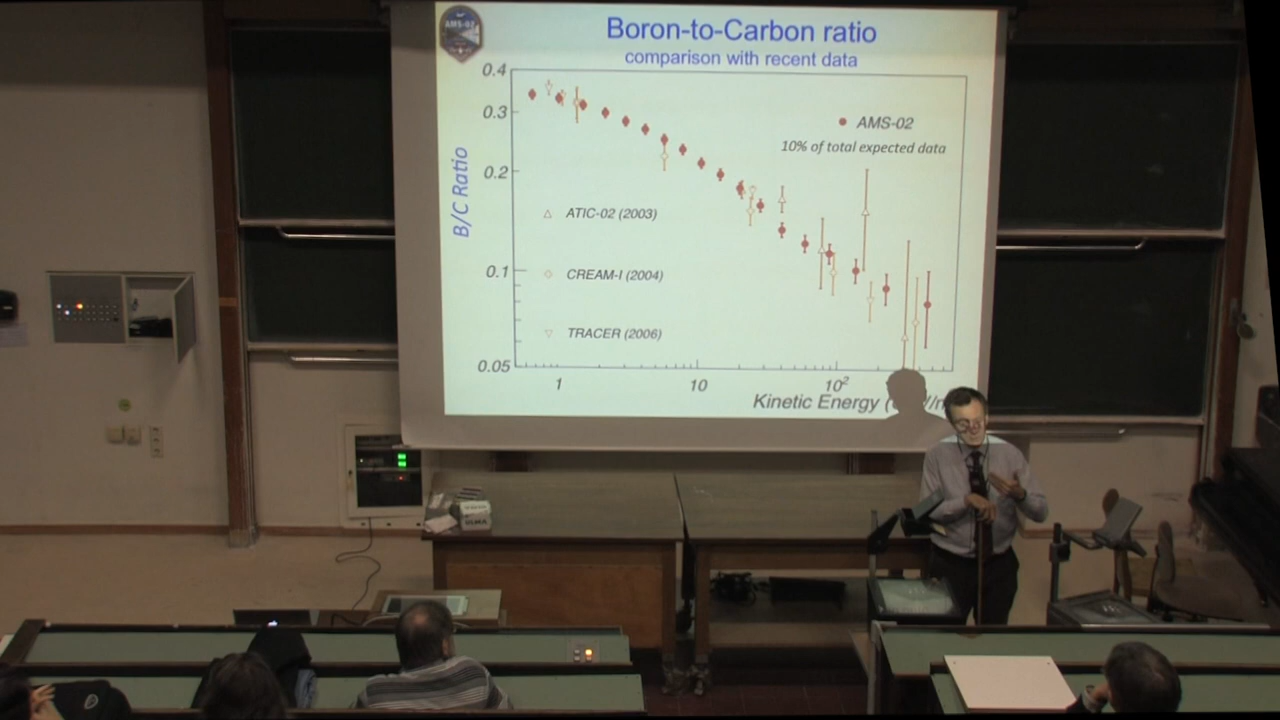 AMS-02
Boron-to-Carbon ratio
comparison with recent data
0.4
0.3
0.2
0.1
0.05
B/C Ratio
AMS-02
10% of total expected data
ATIC-02 (2003)
CREAM-I (2004)
TRACER (2006)
1
10
10²
Kinetic Energy